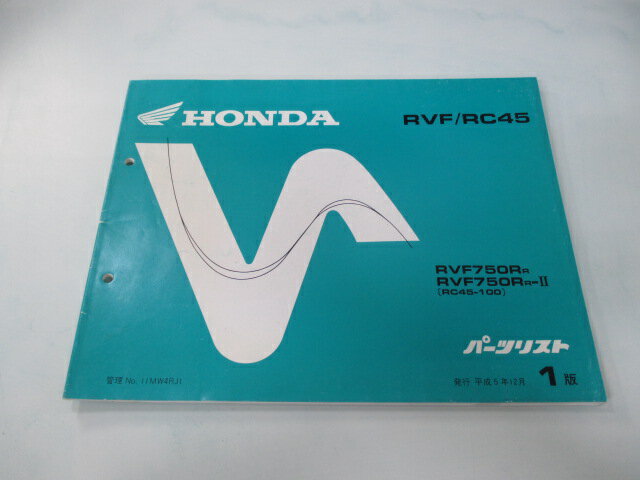 HONDA
RVF/RC45
RVF750RR
RVF750RR-II
(RC45-100)
パーツリスト
管理 No. 11MW4RJ1
発行 平成5年12月 1版